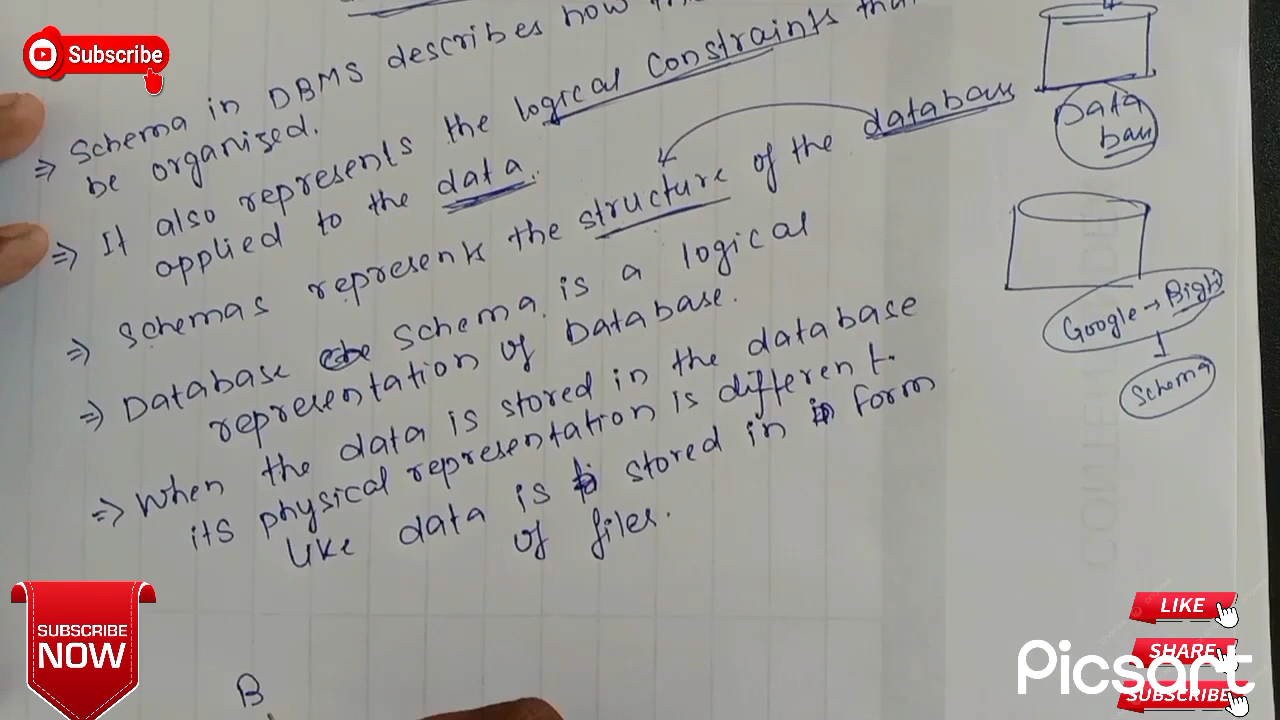 Subscribe
Schema in DBMS describes how
be organized.
⇒ It also represents the logical constraints
applied to the data.
⇒ Schemas represents the structure of the database
⇒ Database Schema is a logical
representation of Database.
⇒ When the data is stored in the database
its physical representation is different.
like data is stored in form
of files.
B
Data
base
Google →
Schema
SUBSCRIBE
NOW
LIKE
SHARE
SUBSCRIBE
Picsart